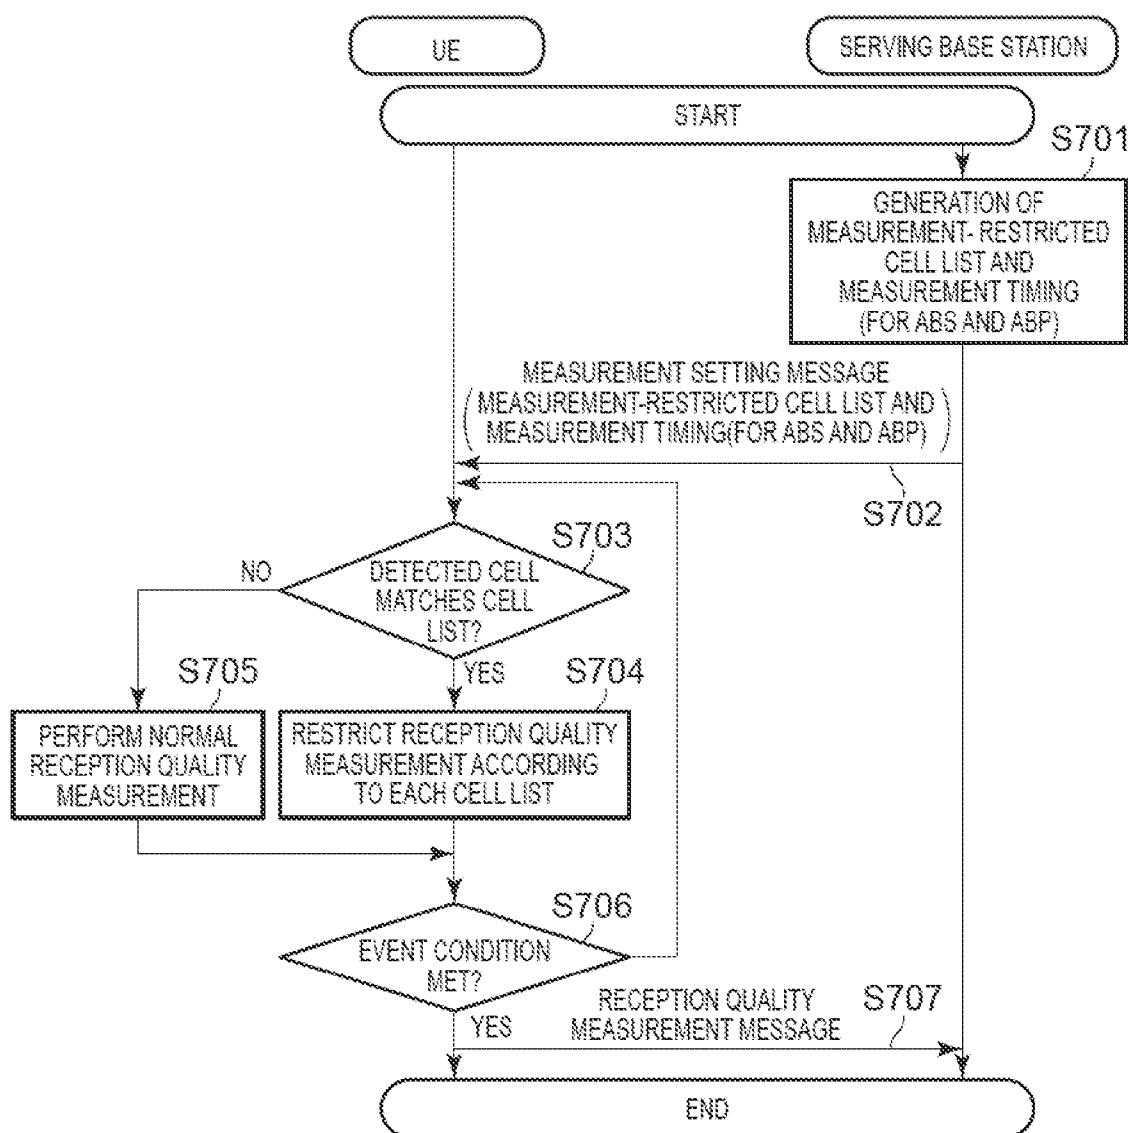 UE
SERVING BASE STATION
START
S701
GENERATION OF
MEASUREMENT- RESTRICTED
CELL LIST AND
MEASUREMENT TIMING
(FOR ABS AND ABP)
MEASUREMENT SETTING MESSAGE
(MEASUREMENT-RESTRICTED CELL LIST AND
MEASUREMENT TIMING(FOR ABS AND ABP))
S702
S703
NO
DETECTED CELL
MATCHES CELL
LIST?
YES
S705
S704
PERFORM NORMAL
RECEPTION QUALITY
MEASUREMENT
RESTRICT RECEPTION QUALITY
MEASUREMENT ACCORDING
TO EACH CELL LIST
S706
EVENT CONDITION
MET?
YES
RECEPTION QUALITY
MEASUREMENT MESSAGE
S707
END